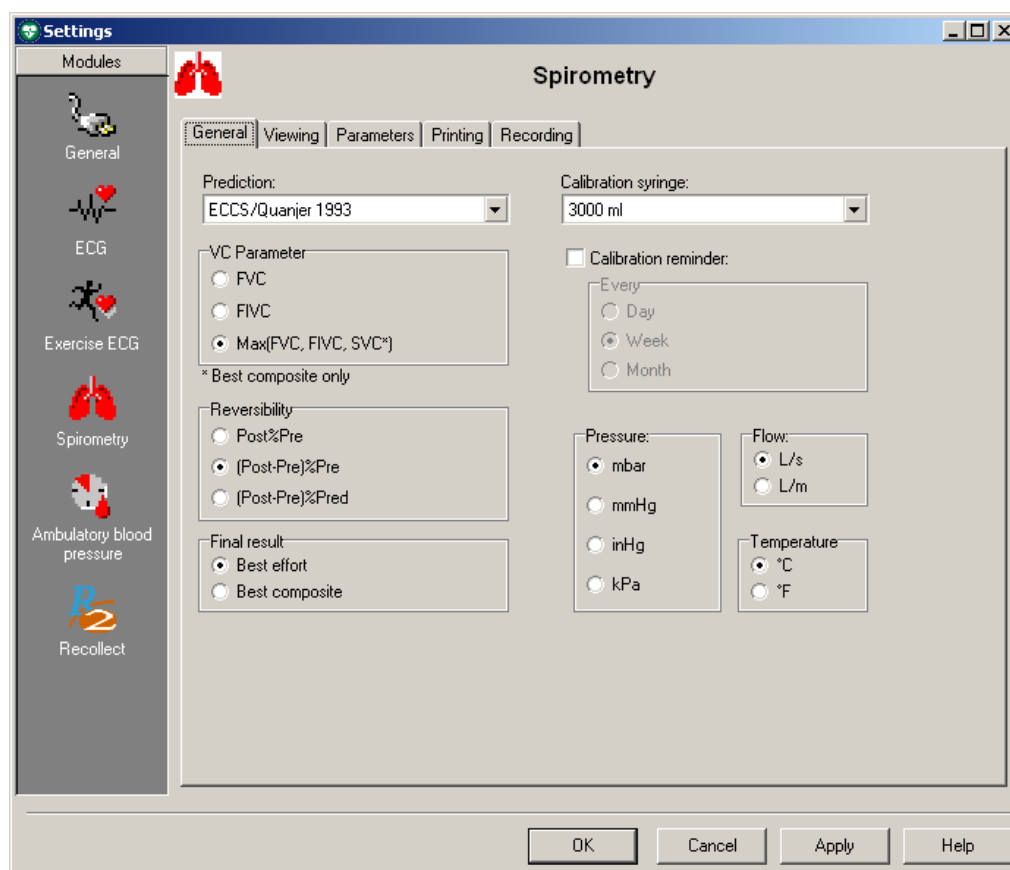 Settings
Modules
General
ECG
Exercise ECG
Spirometry
Ambulatory blood
pressure
R2
Recollect
Spirometry
General Viewing Parameters Printing Recording
Prediction:
ECCS/Quanjer 1993
VC Parameter
FVC
FIVC
Max(FVC, FIVC, SVC*)
* Best composite only
Reversibility
Post%Pre
(Post-Pre)%Pre
(Post-Pre)%Pred
Final result
Best effort
Best composite
Calibration syringe:
3000 ml
Calibration reminder:
Every
Day
Week
Month
Pressure:
mbar
mmHg
inHg
kPa
Flow:
L/s
L/m
Temperature
°C
°F
OK Cancel Apply Help